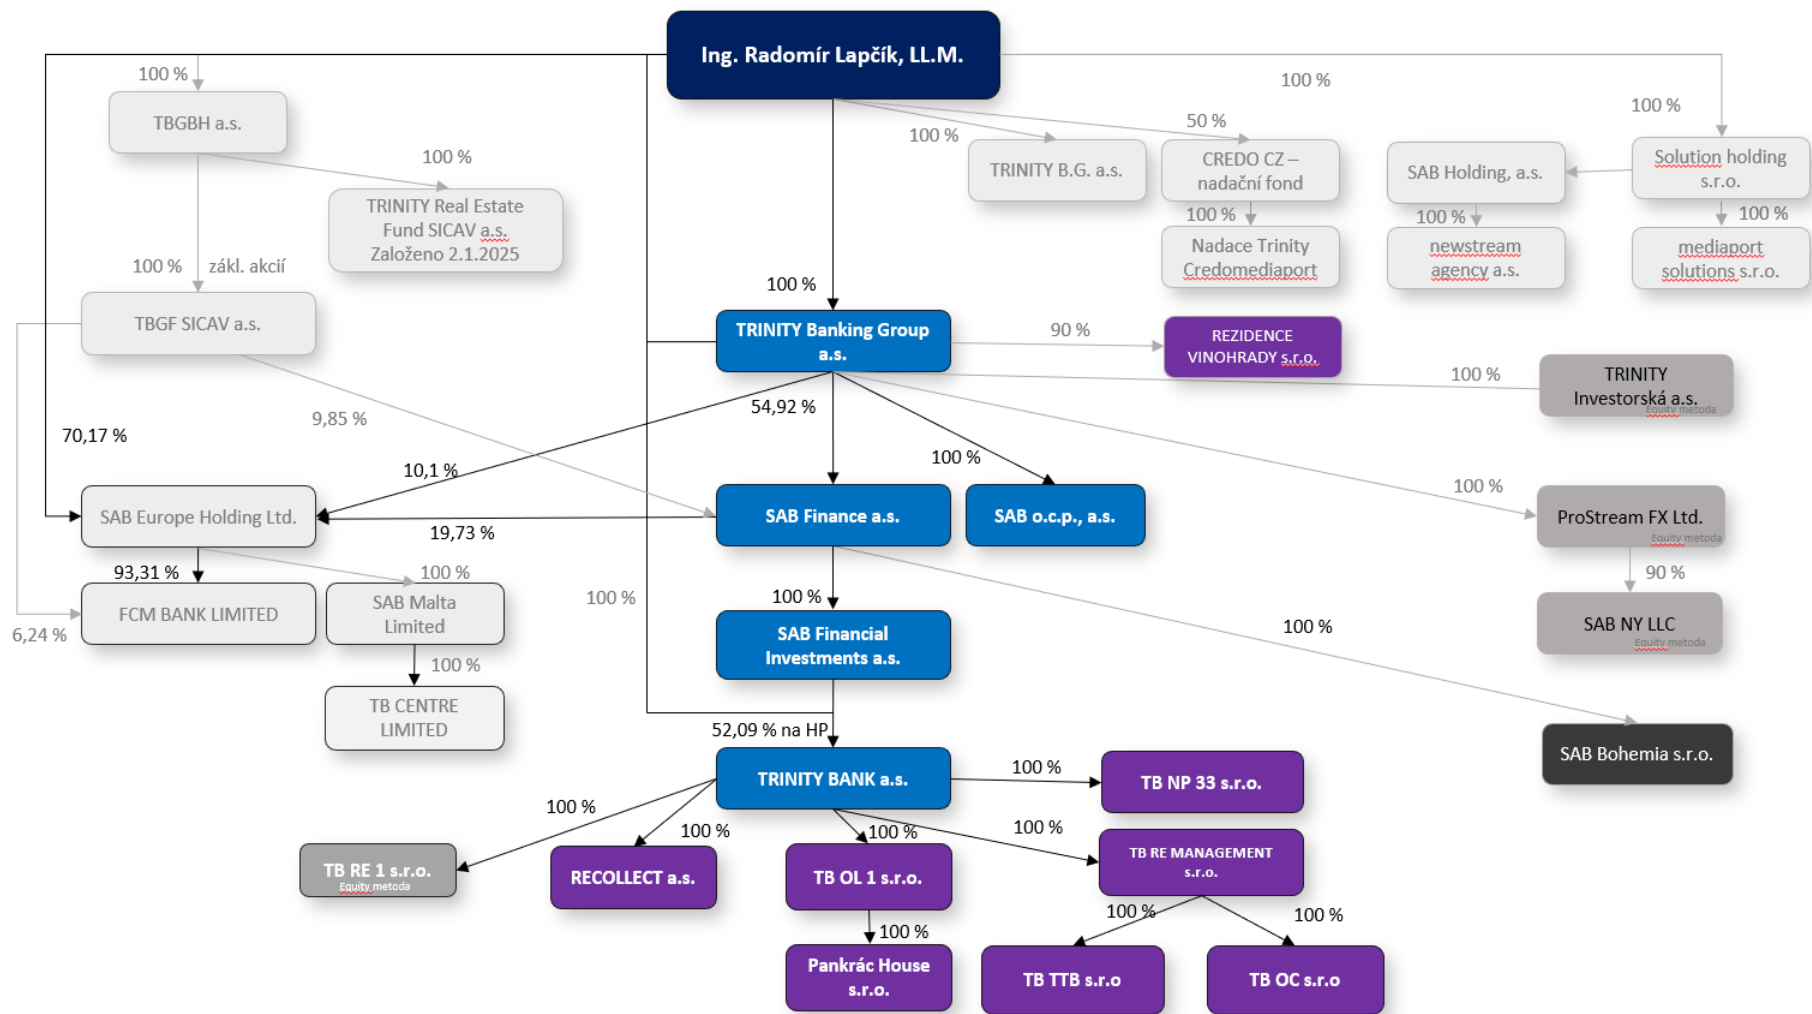 Ing. Radomír Lapčík, LL.M.
100 %
100 %
100 %
50 %
100 %
TBGBH a.s.
100 %
TRINITY B.G. a.s.
CREDO CZ –
nadační fond
SAB Holding, a.s.
Solution holding
s.r.o.
TRINITY Real Estate
Fund SICAV a.s.
Založeno 2.1.2025
100 %
100 %
100 %
Nadace Trinity
Credomediaport
newstream
agency a.s.
mediaport
solutions s.r.o.
100 %
zákl. akcií
100 %
TBGF SICAV a.s.
TRINITY Banking Group
a.s.
90 %
REZIDENCE
VINOHRADY s.r.o.
100 %
TRINITY
Investorská a.s.
Equity metoda
9,85 %
54,92 %
70,17 %
10,1 %
100 %
100 %
SAB Europe Holding Ltd.
SAB Finance a.s.
SAB o.c.p., a.s.
ProStream FX Ltd.
Equity metoda
19,73 %
93,31 %
100 %
90 %
FCM BANK LIMITED
SAB Malta
Limited
100 %
100 %
6,24 %
SAB Financial
Investments a.s.
100 %
SAB NY LLC
Equity metoda
100 %
TB CENTRE
LIMITED
52,09 % na HP
SAB Bohemia s.r.o.
TRINITY BANK a.s.
100 %
TB NP 33 s.r.o.
100 %
100 %
100 %
100 %
TB RE 1 s.r.o.
Equity metoda
RECOLLECT a.s.
TB OL 1 s.r.o.
TB RE MANAGEMENT
s.r.o.
100 %
100 %
100 %
Pankrác House
s.r.o.
TB TTB s.r.o
TB OC s.r.o